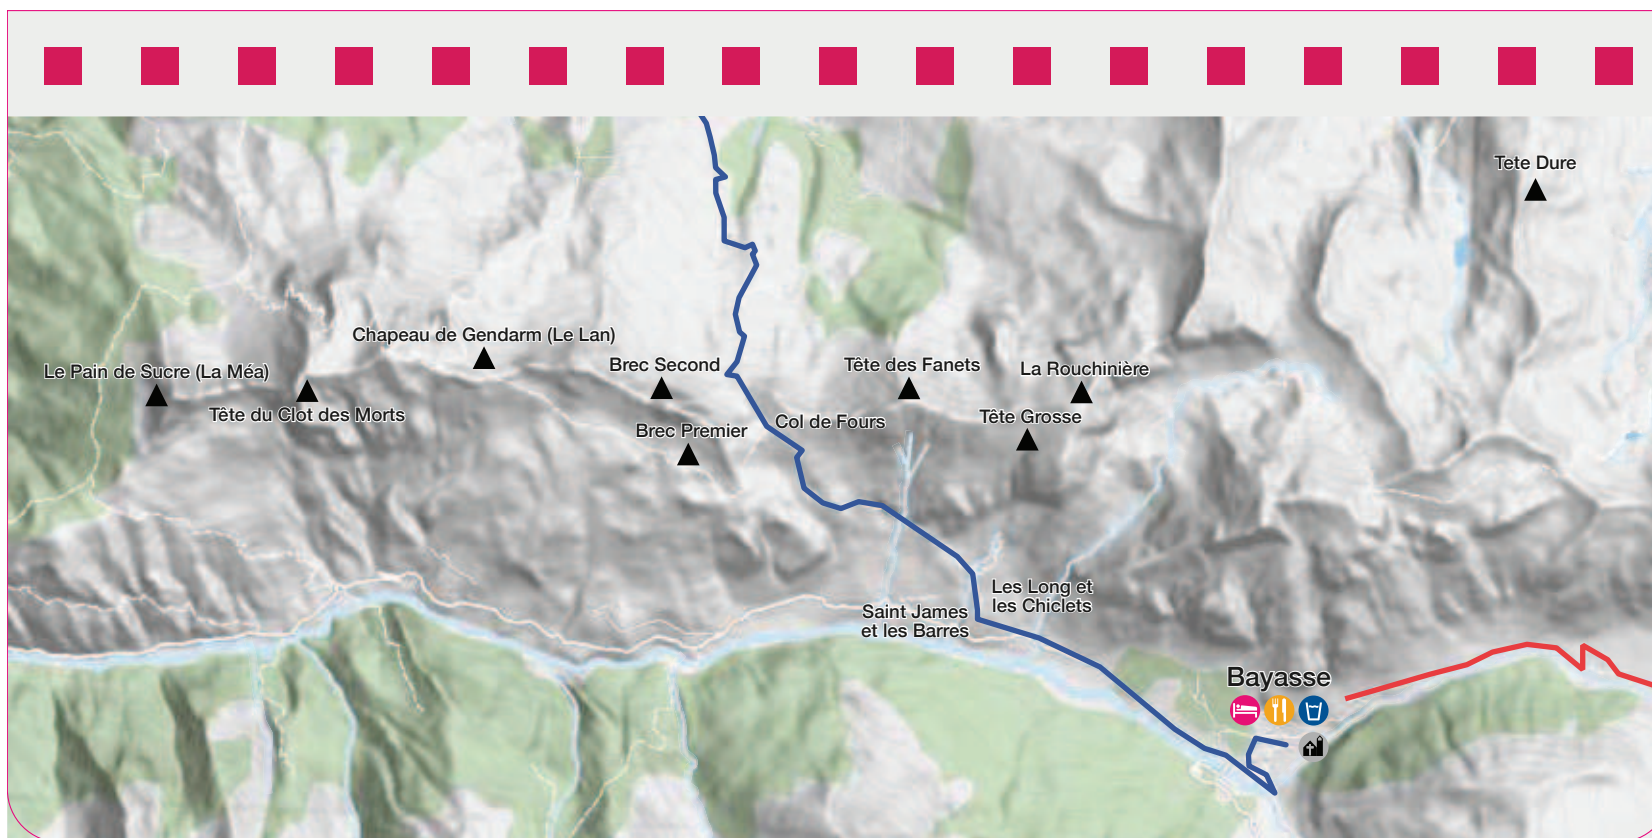 Tete Dure
Chapeau de Gendarm (Le Lan)
Le Pain de Sucre (La Méa)
Brec Second
Tête des Fanets
La Rouchinière
Tête du Clot des Morts
Tête Grosse
Col de Fours
Brec Premier
Les Long et
les Chiclets
Saint James
et les Barres
Bayasse